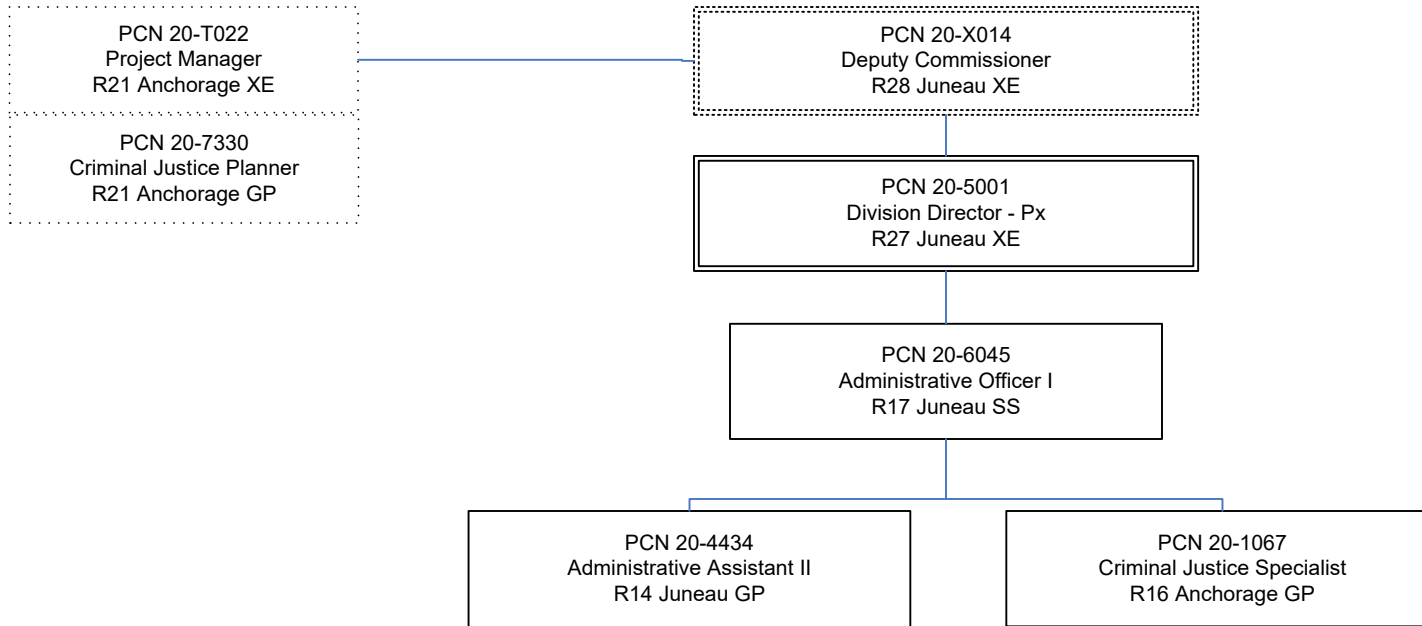 PCN 20-T022
Project Manager
R21 Anchorage XE
PCN 20-7330
Criminal Justice Planner
R21 Anchorage GP
PCN 20-X014
Deputy Commissioner
R28 Juneau XE
PCN 20-5001
Division Director - Px
R27 Juneau XE
PCN 20-6045
Administrative Officer I
R17 Juneau SS
PCN 20-4434
Administrative Assistant II
R14 Juneau GP
PCN 20-1067
Criminal Justice Specialist
R16 Anchorage GP